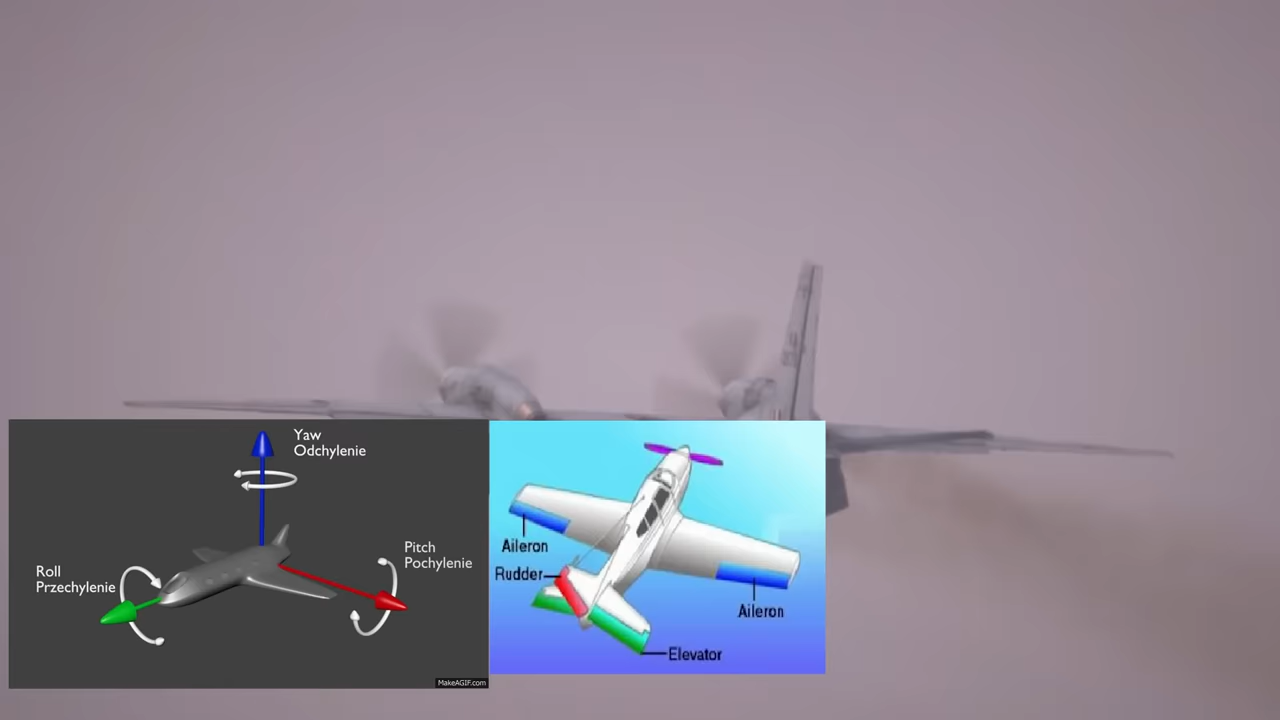 Yaw
Odchylenie
Roll
Przechylenie
Pitch
Pochylenie
MakeAGIF.com
Aileron
Rudder
Aileron
Elevator